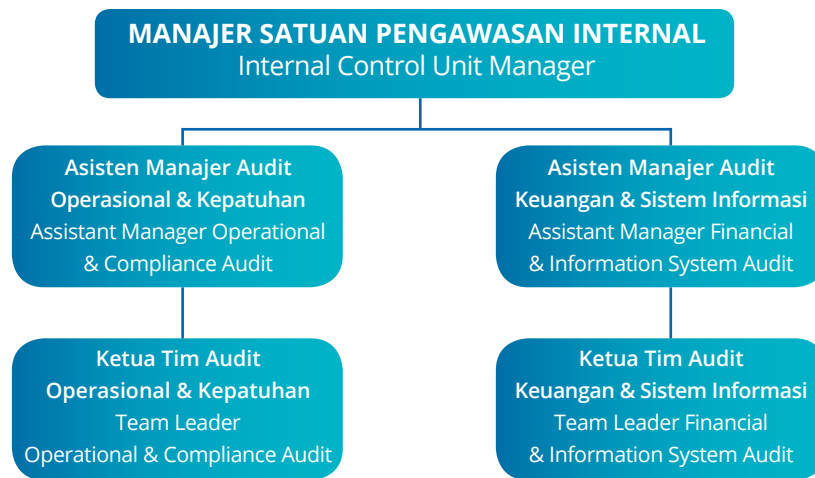 MANAJER SATUAN PENGAWASAN INTERNAL
Internal Control Unit Manager
Asisten Manajer Audit
Operasional & Kepatuhan
Assistant Manager Operational
& Compliance Audit
Asisten Manajer Audit
Keuangan & Sistem Informasi
Assistant Manager Financial
& Information System Audit
Ketua Tim Audit
Operasional & Kepatuhan
Team Leader
Operational & Compliance Audit
Ketua Tim Audit
Keuangan & Sistem Informasi
Team Leader Financial
& Information System Audit